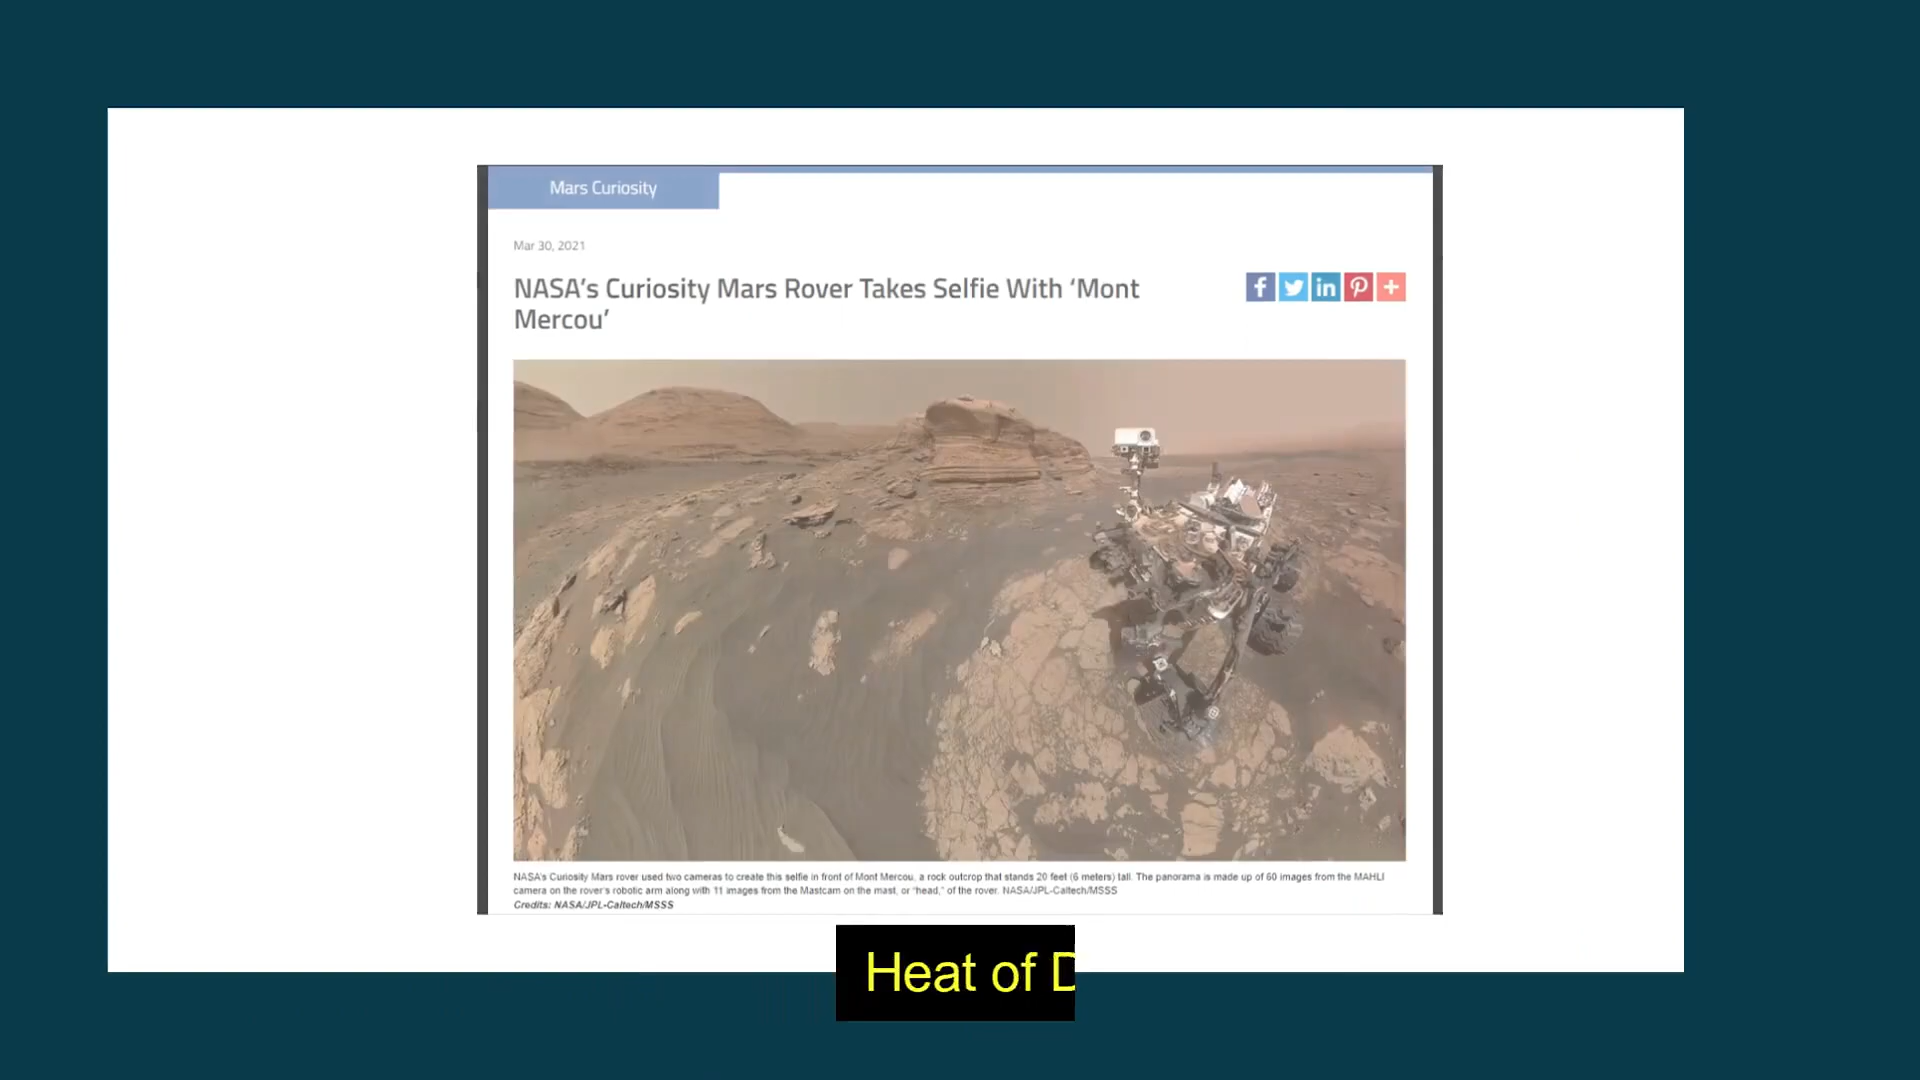 Mars Curiosity
Mar 30, 2021
NASA's Curiosity Mars Rover Takes Selfie With ‘Mont
Mercou’
NASA's Curiosity Mars rover used two cameras to create this selfie in front of Mont Mercou, a rock outcrop that stands 20 feet (6 meters) tall. The panorama is made up of 60 images from the MAHLI
camera on the rover's robotic arm along with 11 images from the Mastcam on the mast, or "head," of the rover. NASA/JPL-Caltech/MSSS
Credits: NASA/JPL-Caltech/MSSS
Heat of